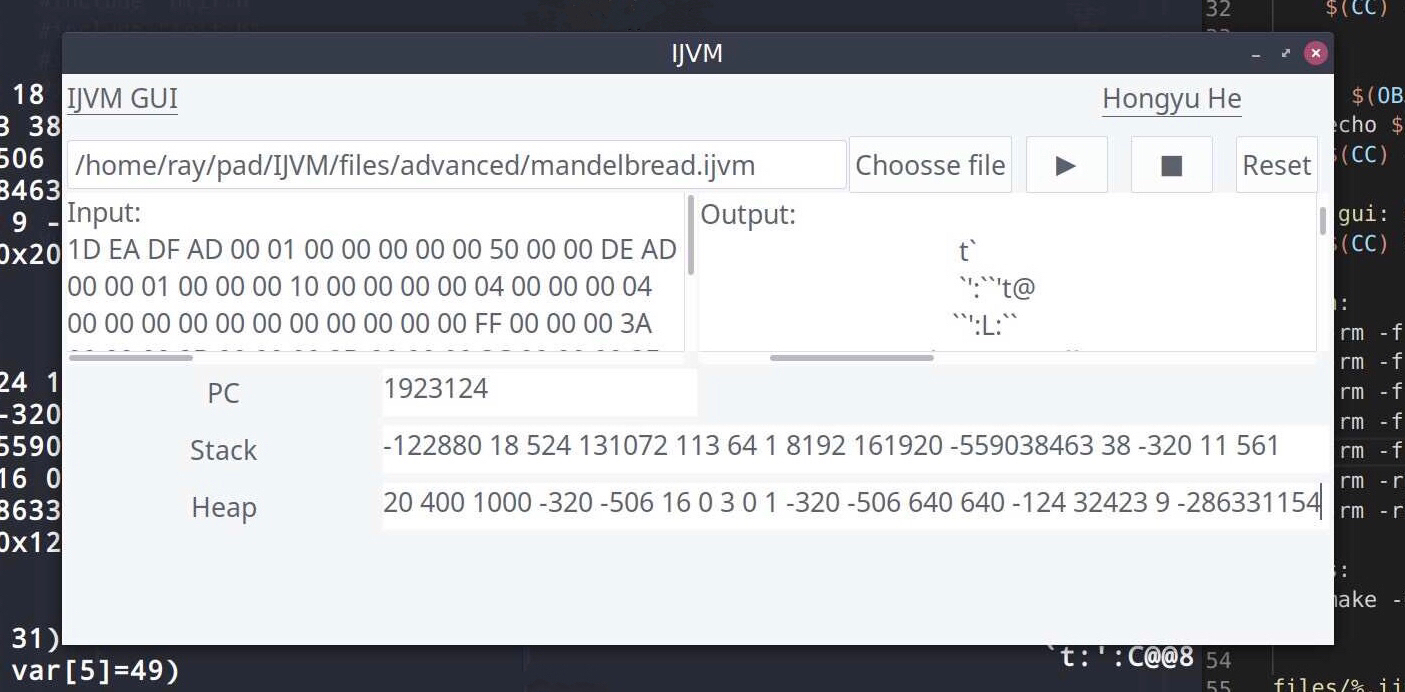 32
$(CC)
IJVM
IJVM GUI
Hongyu He
/home/ray/pad/IJVM/files/advanced/mandelbread.ijvm
Choosse file
Reset
Input:
1D EA DF AD 00 01 00 00 00 00 00 50 00 00 DE AD
00 00 01 00 00 00 10 00 00 00 00 04 00 00 00 04
00 00 00 00 00 00 00 00 00 00 FF 00 00 00 3A
Output:
t`
`':``'t@
``':L:``
PC
1923124
Stack
-122880 18 524 131072 113 64 1 8192 161920 -559038463 38 -320 11 561
Heap
20 400 1000 -320 -506 16 0 3 0 1 -320 -506 640 640 -124 32423 9 -286331154
18
3 38
506
8463
9 -
0x20
24 1
-320
5590
16 0
8633
0x12
31)
var[5]=49)
`t:':C@@8
$(OB
echo $
$(CC)
gui:
$(CC)
:
rm -f
rm -f
rm -f
rm -f
rm -f
rm -r
rm -r
:
make -
54
55
files/%.ij